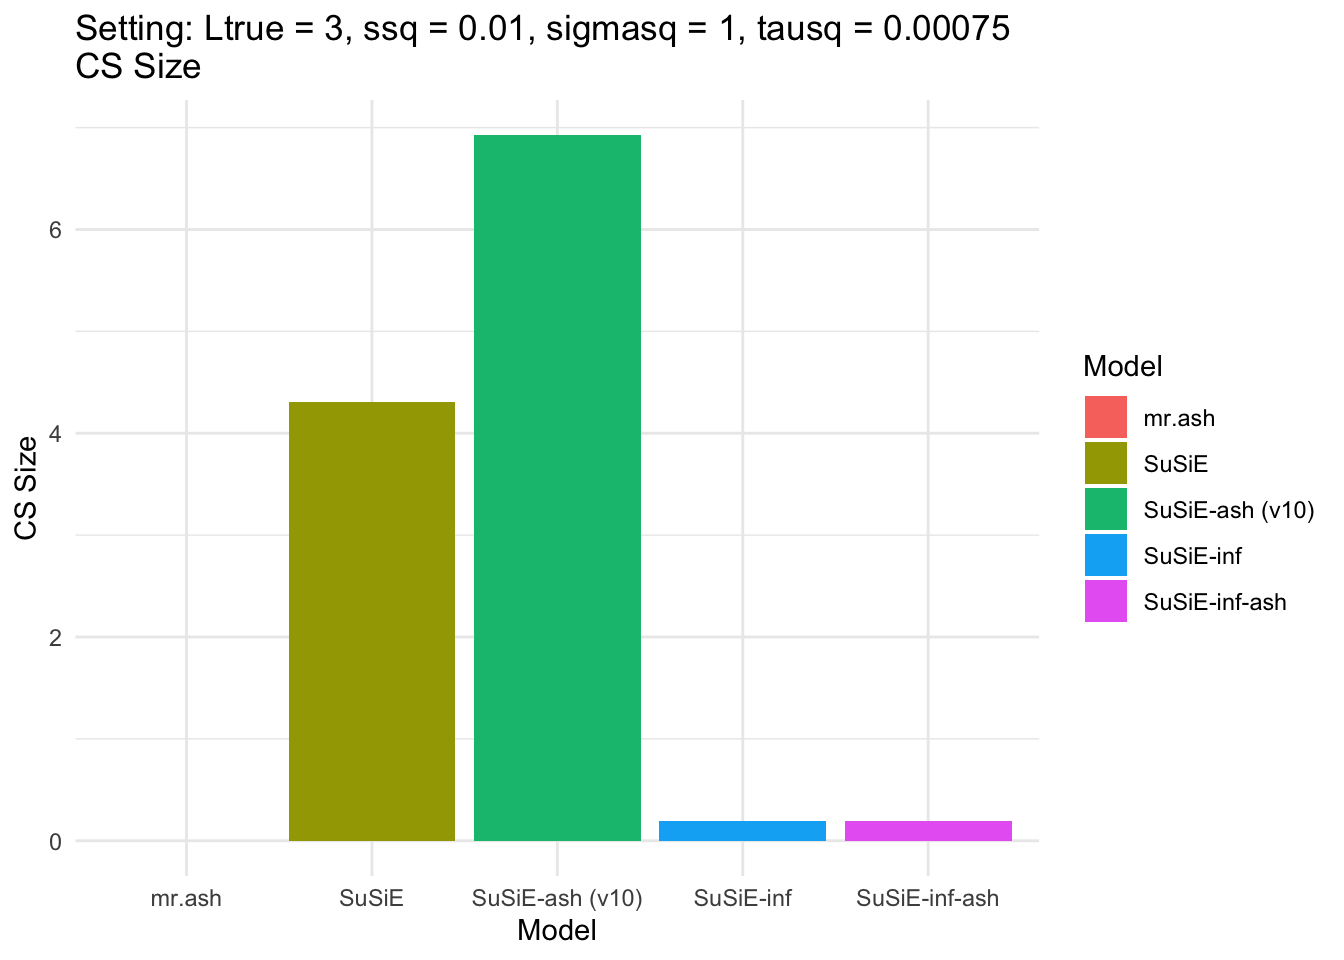 Setting: Ltrue = 3, ssq = 0.01, sigmasq = 1, tausq = 0.00075
CS Size
CS Size
6
4
2
0
mr.ash
SuSiE
SuSiE-ash (v10)
SuSiE-inf
SuSiE-inf-ash
Model
Model
mr.ash
SuSiE
SuSiE-ash (v10)
SuSiE-inf
SuSiE-inf-ash